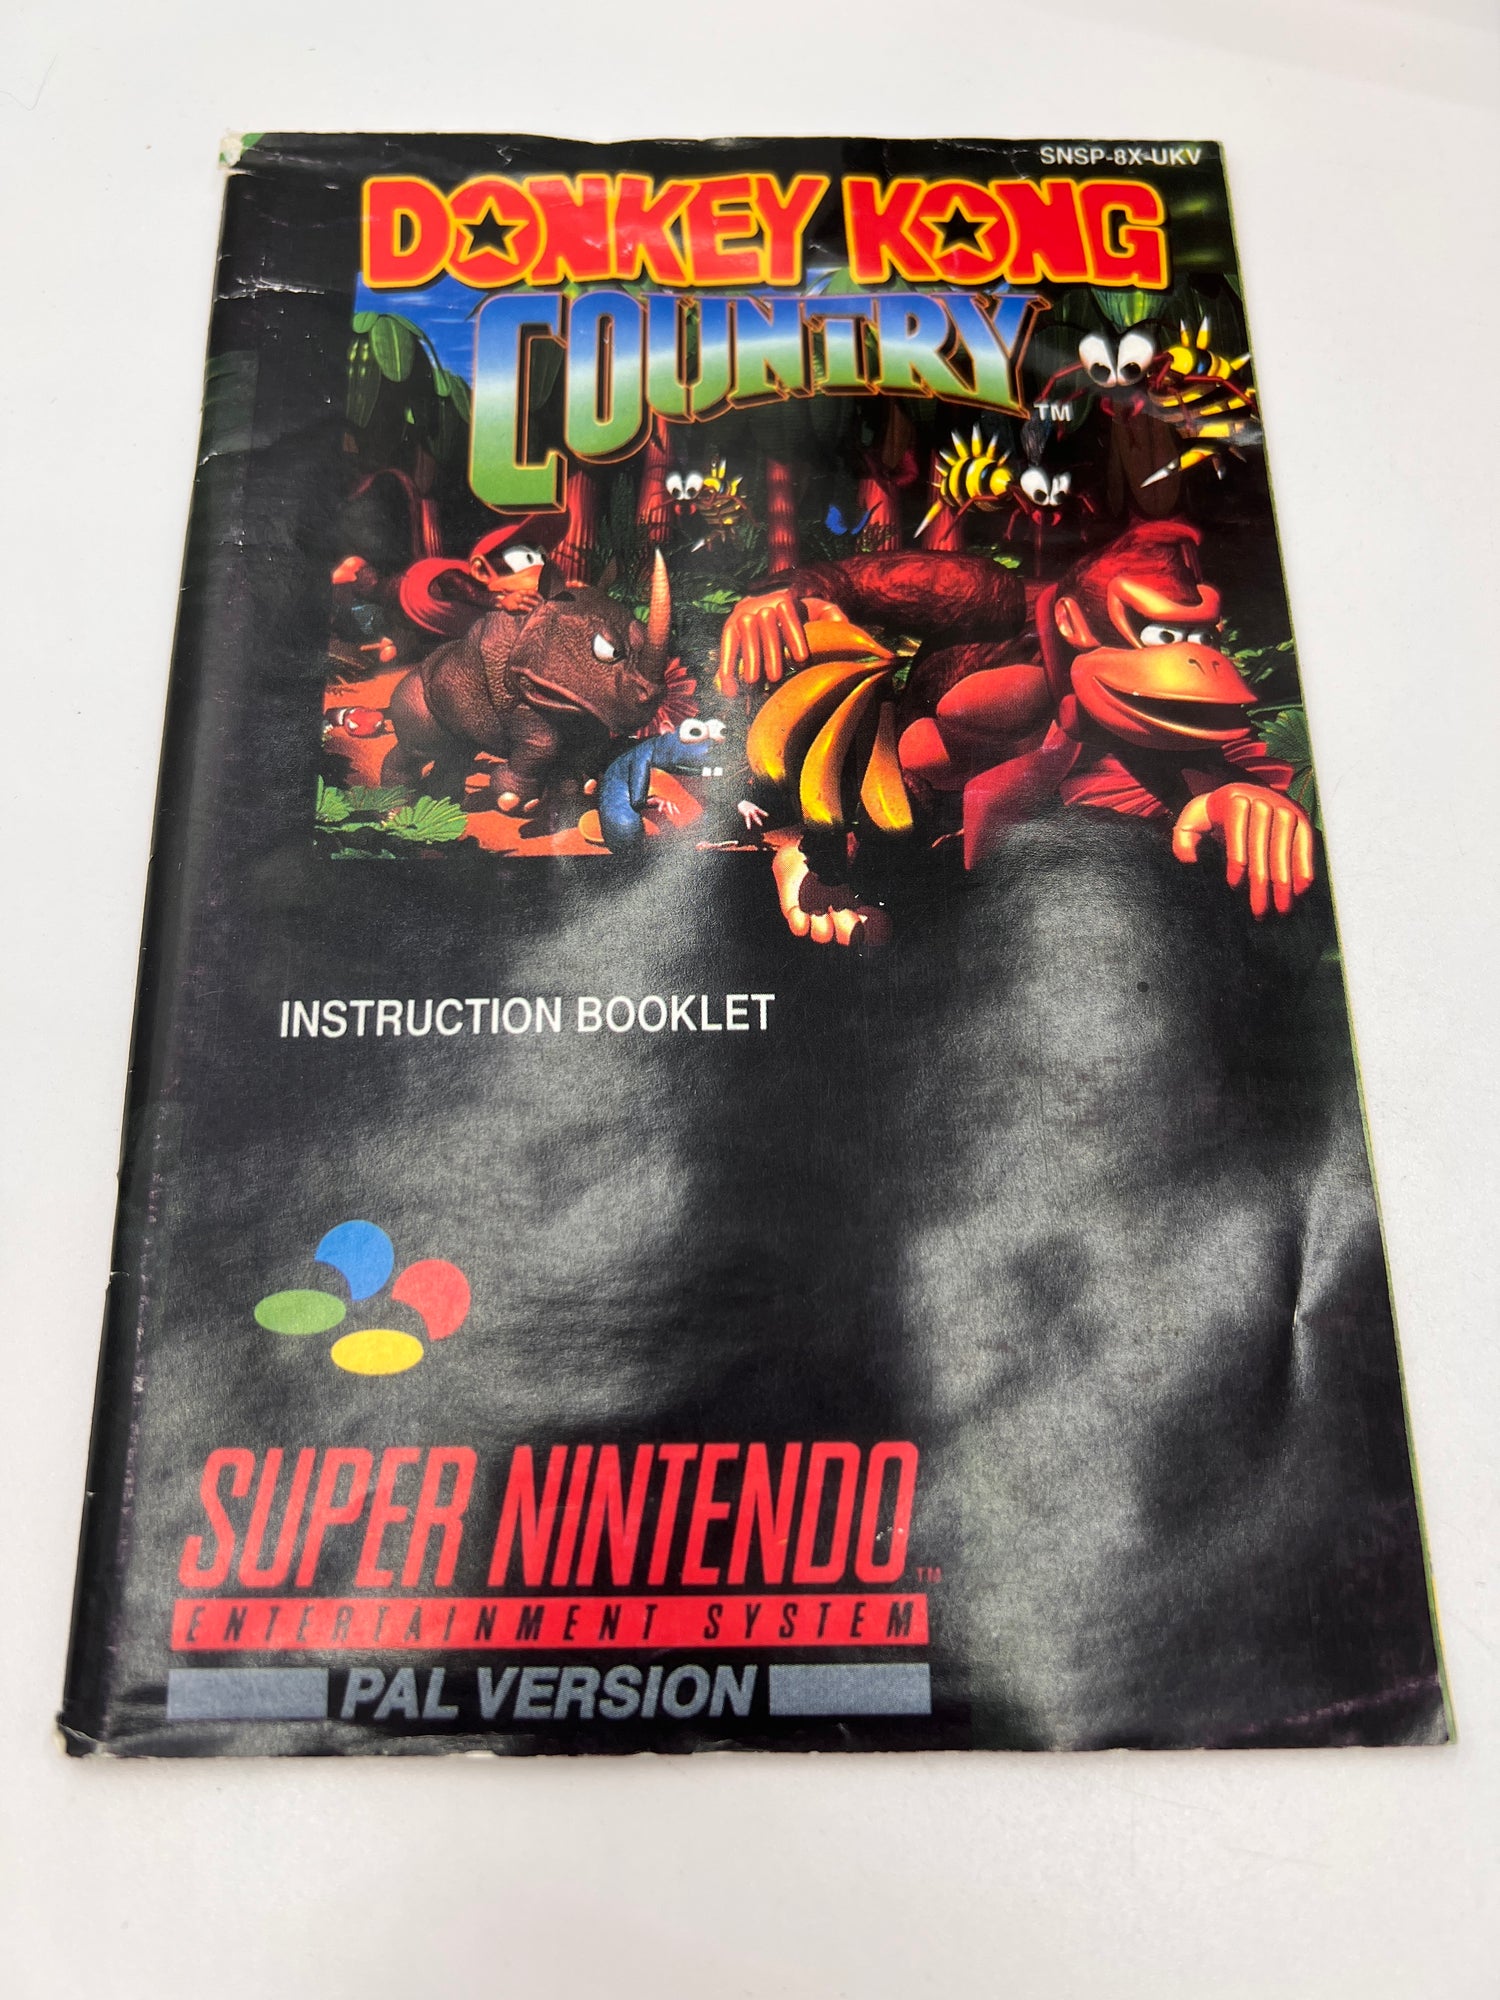 SNSP-8X-UKV
DONKEY KONG
COUNTRY
TM
INSTRUCTION BOOKLET
SUPER NINTENDO
TM
ENTERTAINMENT SYSTEM
PAL VERSION